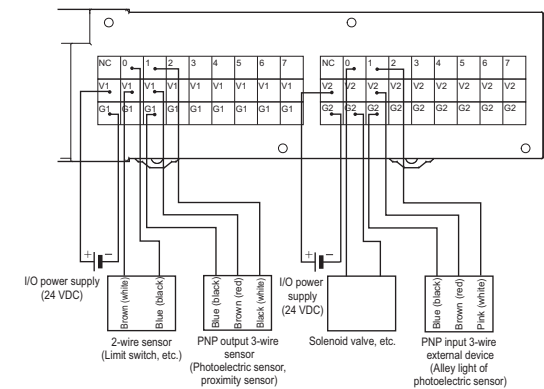 NC 0 1 2 3 4 5 6 7
V1 V1 V1 V1 V1 V1 V1 V1 V1
G1 G1 G1 G1 G1 G1 G1 G1 G1
NC 0 1 2 3 4 5 6 7
V2 V2 V2 V2 V2 V2 V2 V2 V2
G2 G2 G2 G2 G2 G2 G2 G2 G2
+ −
I/O power supply
(24 VDC)
Brown (white)
Blue (black)
2-wire sensor
(Limit switch, etc.)
Blue (black)
Brown (red)
Black (white)
PNP output 3-wire
sensor
(Photoelectric sensor,
proximity sensor)
+ −
I/O power
supply
(24 VDC)
Solenoid valve, etc.
Blue (black)
Brown (red)
Pink (white)
PNP input 3-wire
external device
(Alley light of
photoelectric sensor)